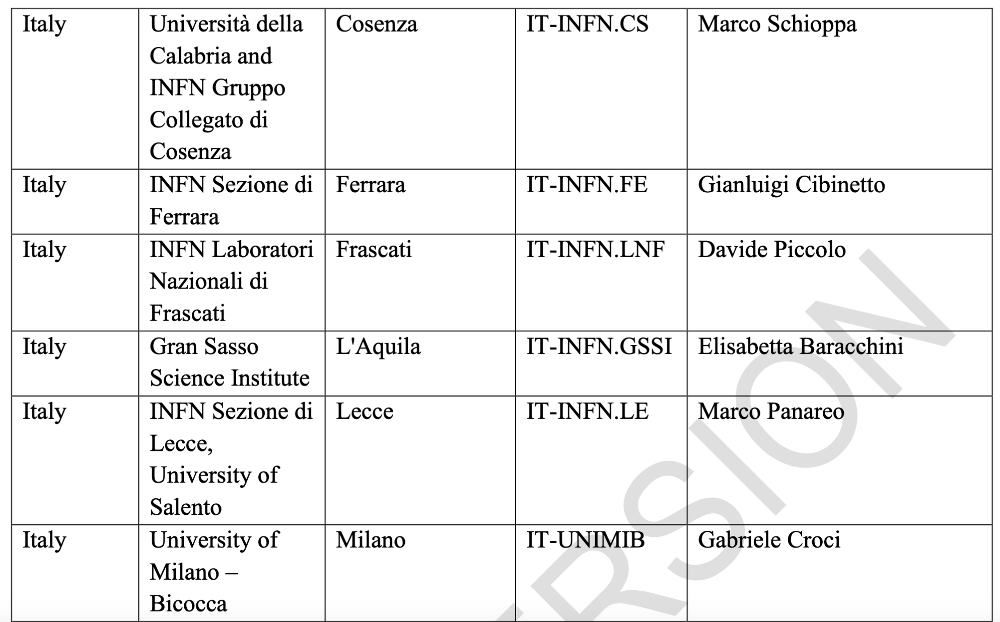 Italy Università della Cosenza IT-INFN.CS Marco Schioppa
Calabria and
INFN Gruppo
Collegato di
Cosenza
Italy INFN Sezione di Ferrara IT-INFN.FE Gianluigi Cibinetto
Ferrara
Italy INFN Laboratori Frascati IT-INFN.LNF Davide Piccolo
Nazionali di
Frascati
Italy Gran Sasso L'Aquila IT-INFN.GSSI Elisabetta Baracchini
Science Institute
Italy INFN Sezione di Lecce IT-INFN.LE Marco Panareo
Lecce,
University of
Salento
Italy University of Milano IT-UNIMIB Gabriele Croci
Milano –
Bicocca
RSION